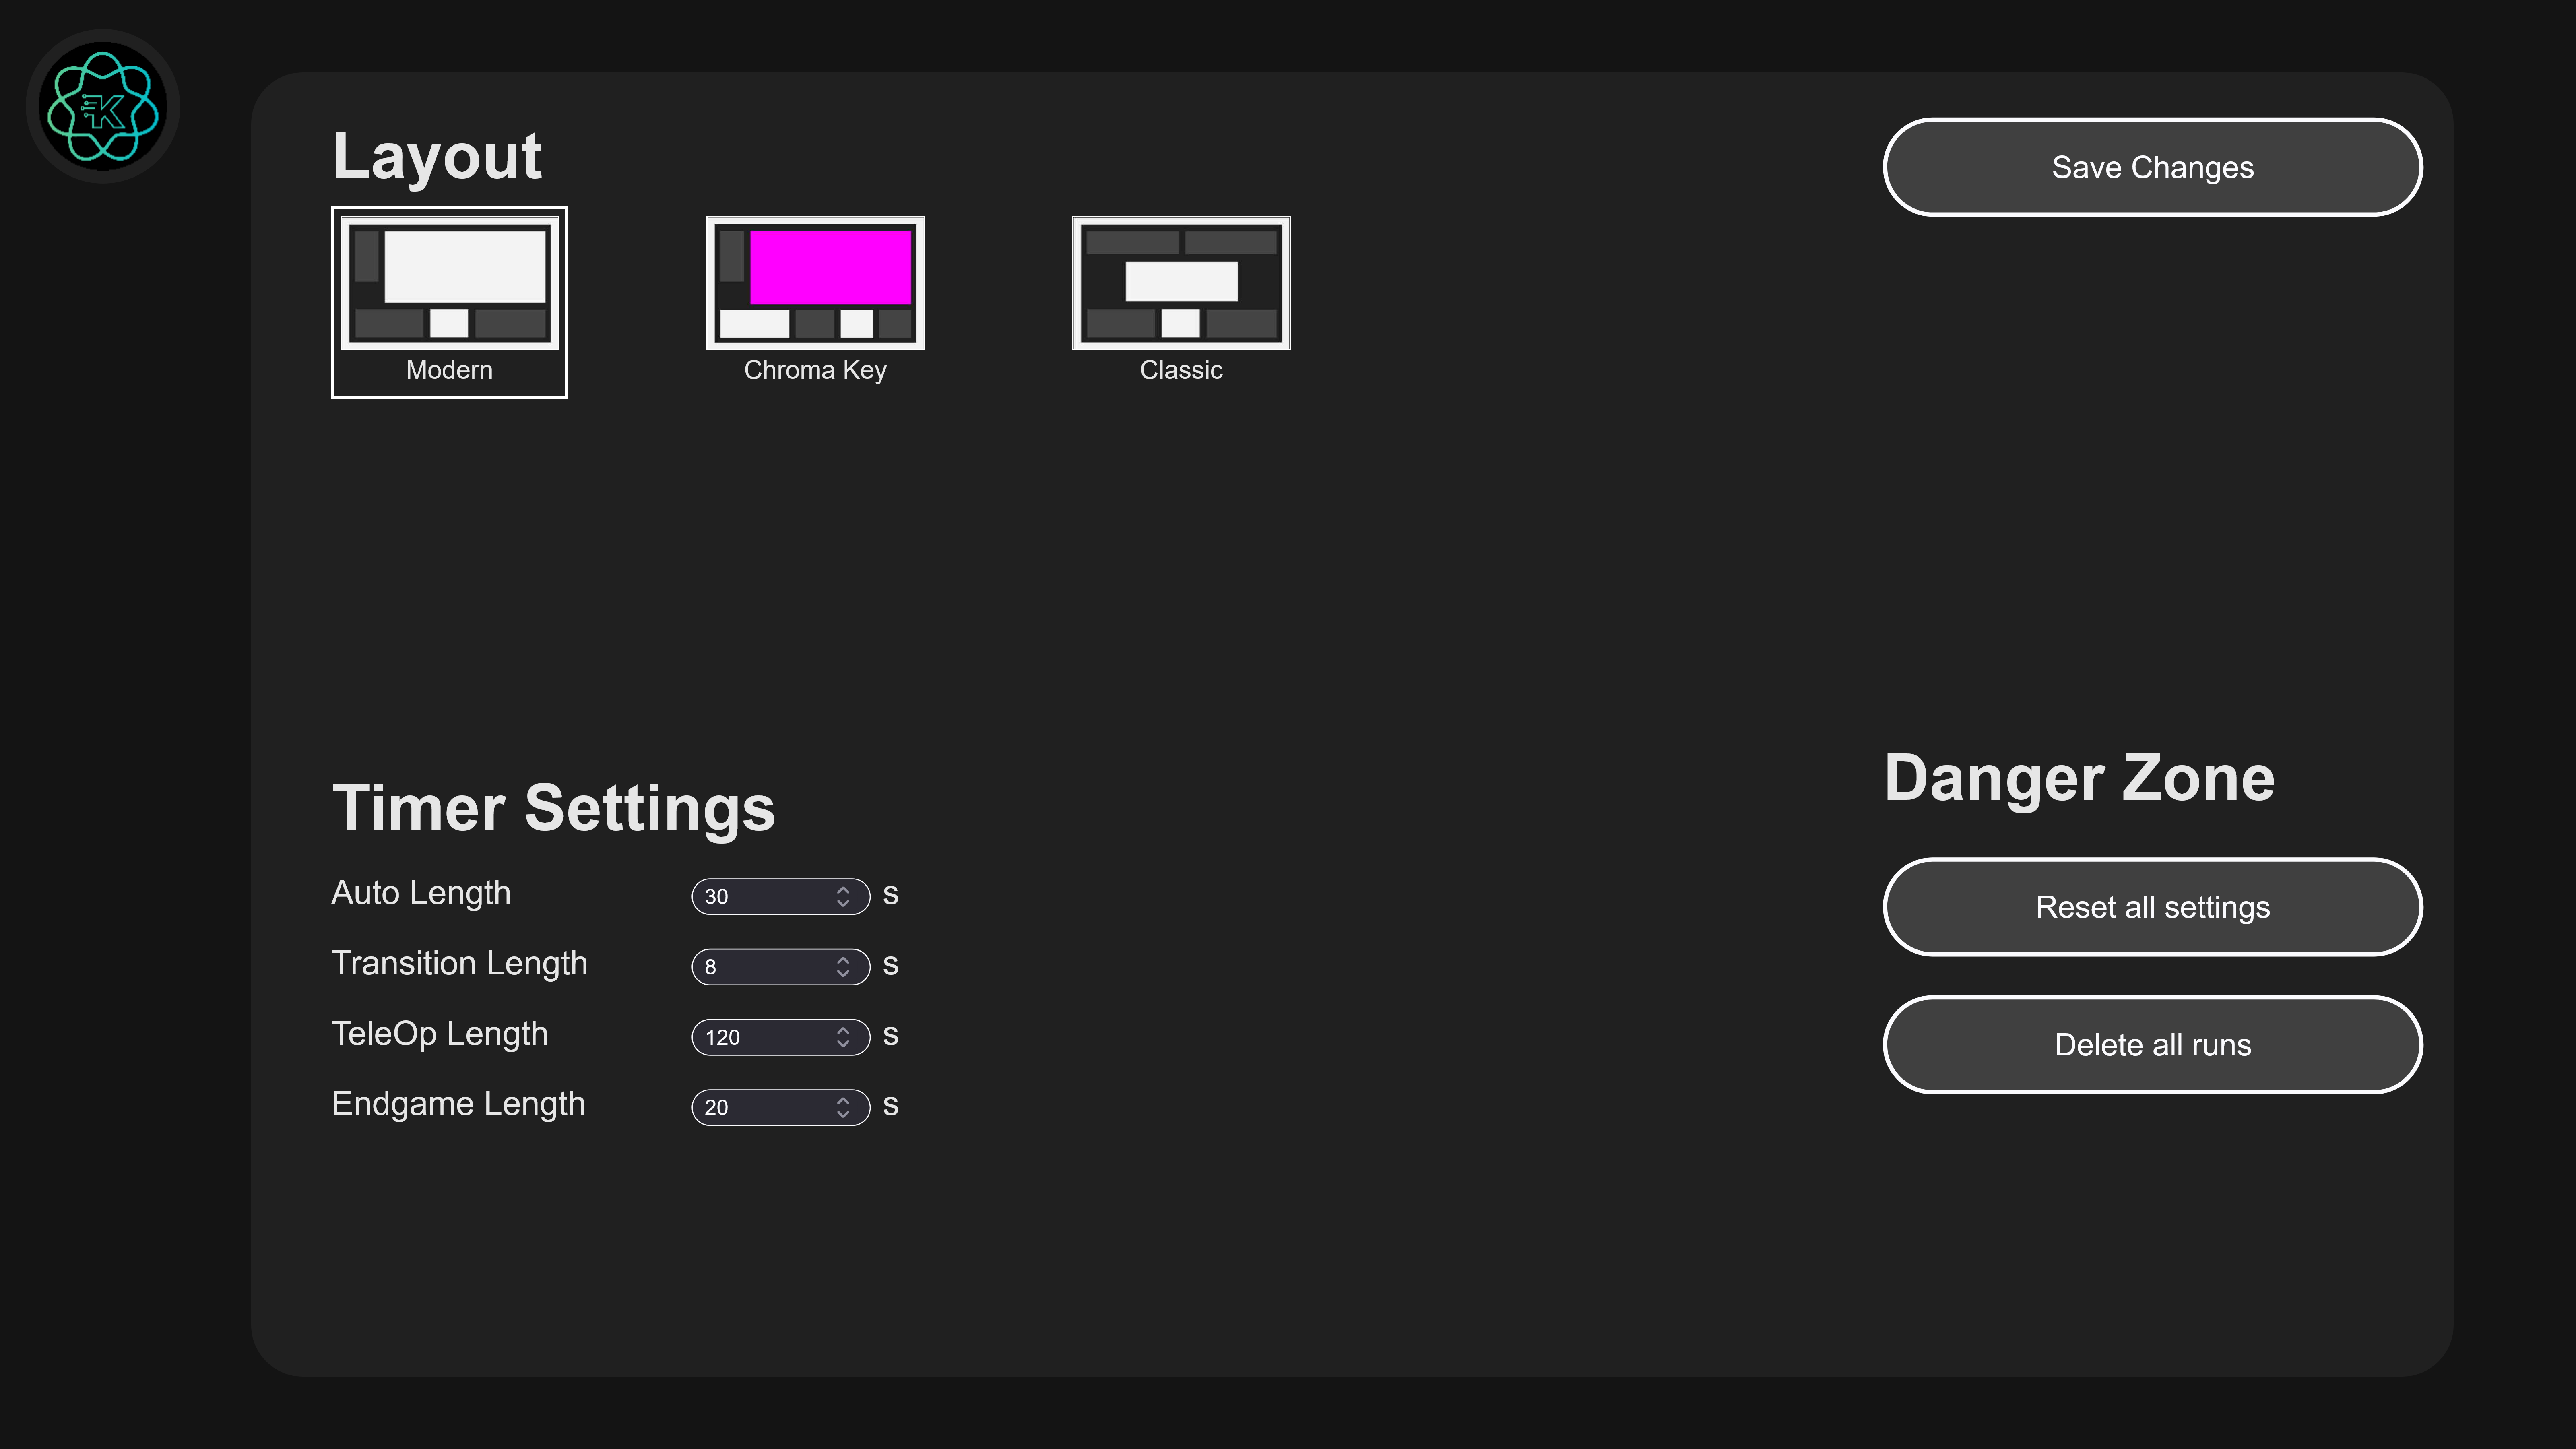 K
Layout
Save Changes
Modern
Chroma Key
Classic
Timer Settings
Auto Length 30 s
Transition Length 8 s
TeleOp Length 120 s
Endgame Length 20 s
Danger Zone
Reset all settings
Delete all runs